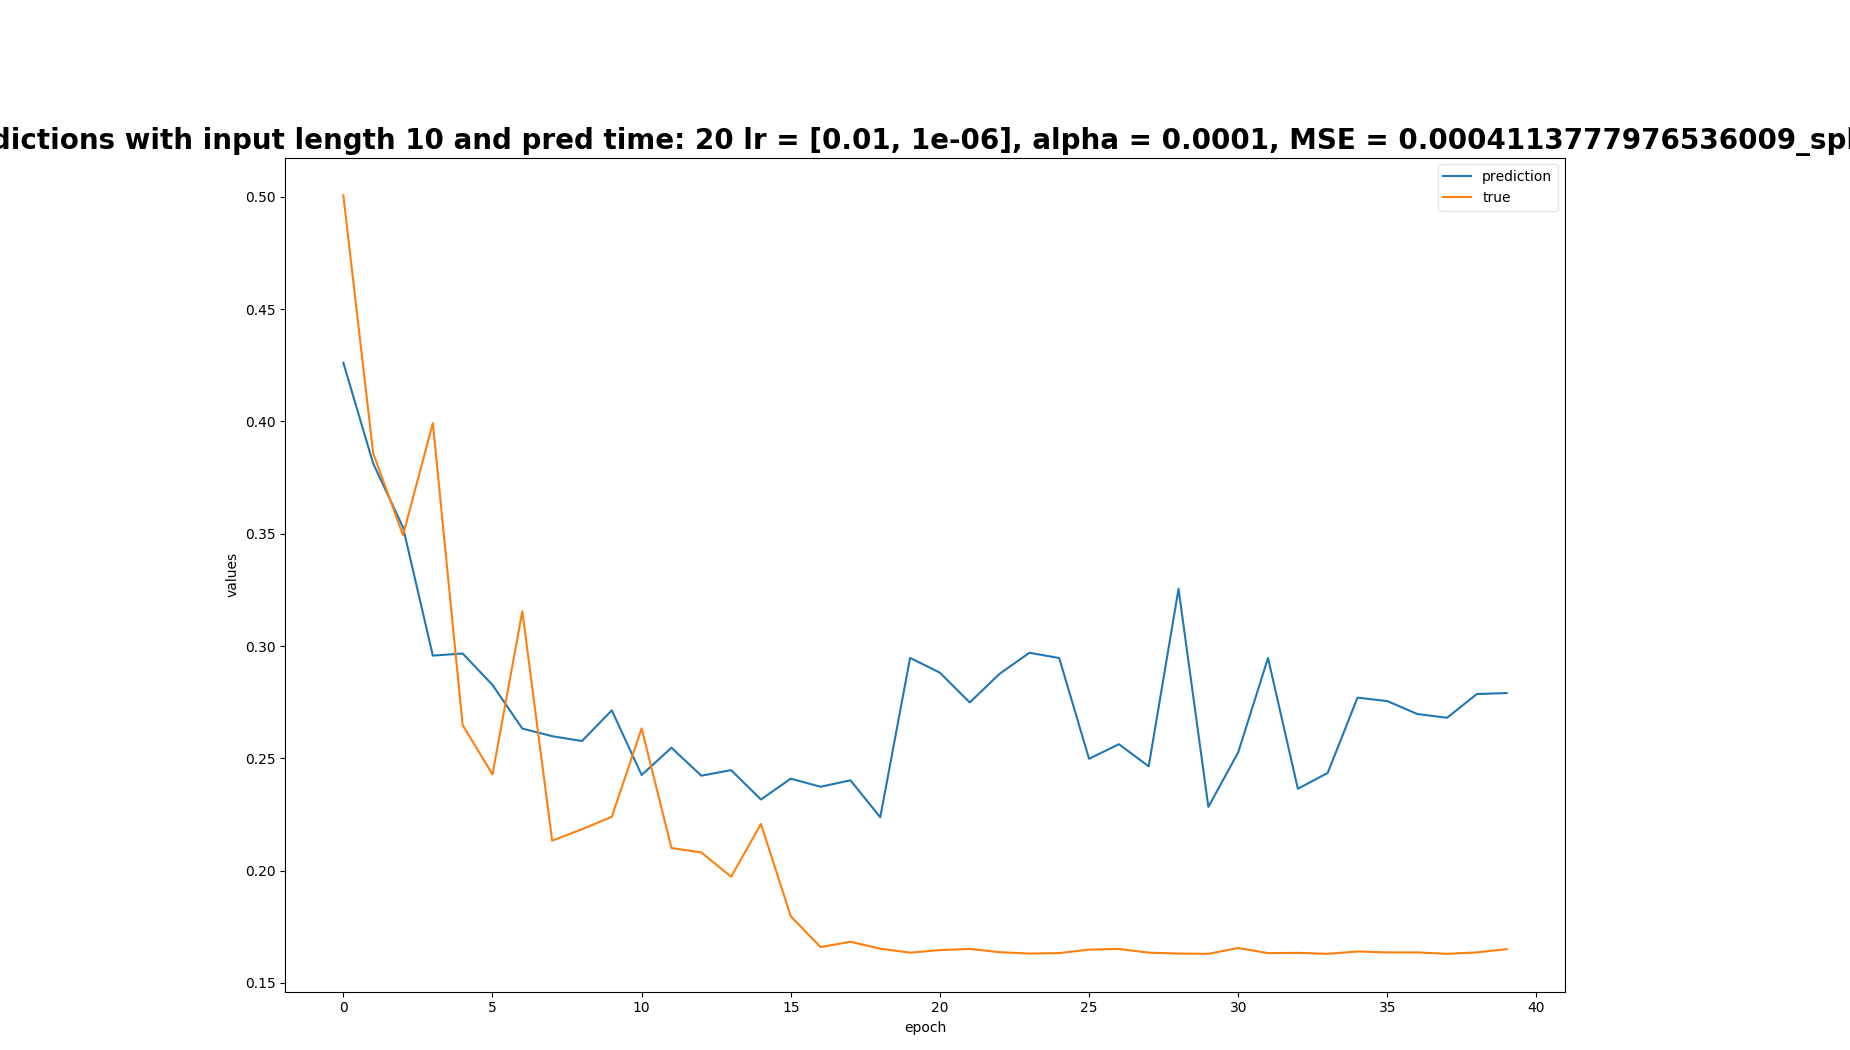 dictions with input length 10 and pred time: 20 lr = [0.01, 1e-06], alpha = 0.0001, MSE = 0.0004113777976536009_spl
prediction
true
0.50
0.45
0.40
0.35
0.30
0.25
0.20
0.15
values
0 5 10 15 20 25 30 35 40
epoch